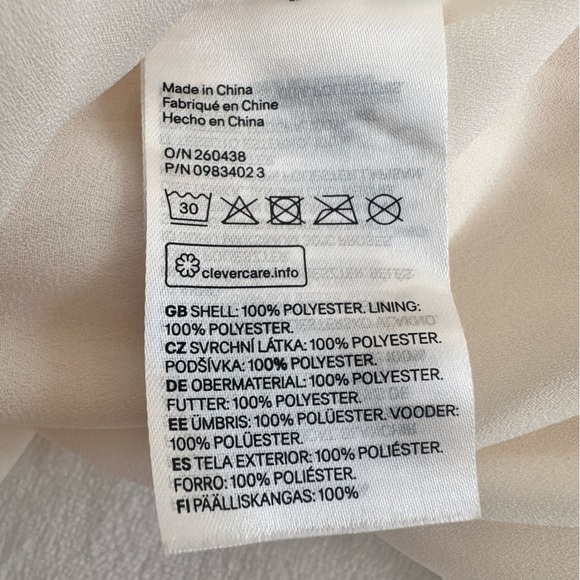 Made in China
Fabriqué en Chine
Hecho en China
O/N 260438
P/N 0983402 3
30
clevercare.info
GB SHELL: 100% POLYESTER. LINING:
100% POLYESTER.
CZ SVRCHNÍ LÁTKA: 100% POLYESTER.
PODŠÍVKA: 100% POLYESTER.
DE OBERMATERIAL: 100% POLYESTER.
FUTTER: 100% POLYESTER.
EE ÜMBRIS: 100% POLÜESTER. VOODER:
100% POLÜESTER.
ES TELA EXTERIOR: 100% POLIÉSTER.
FORRO: 100% POLIÉSTER.
FI PÄÄLLISKANGAS: 100%